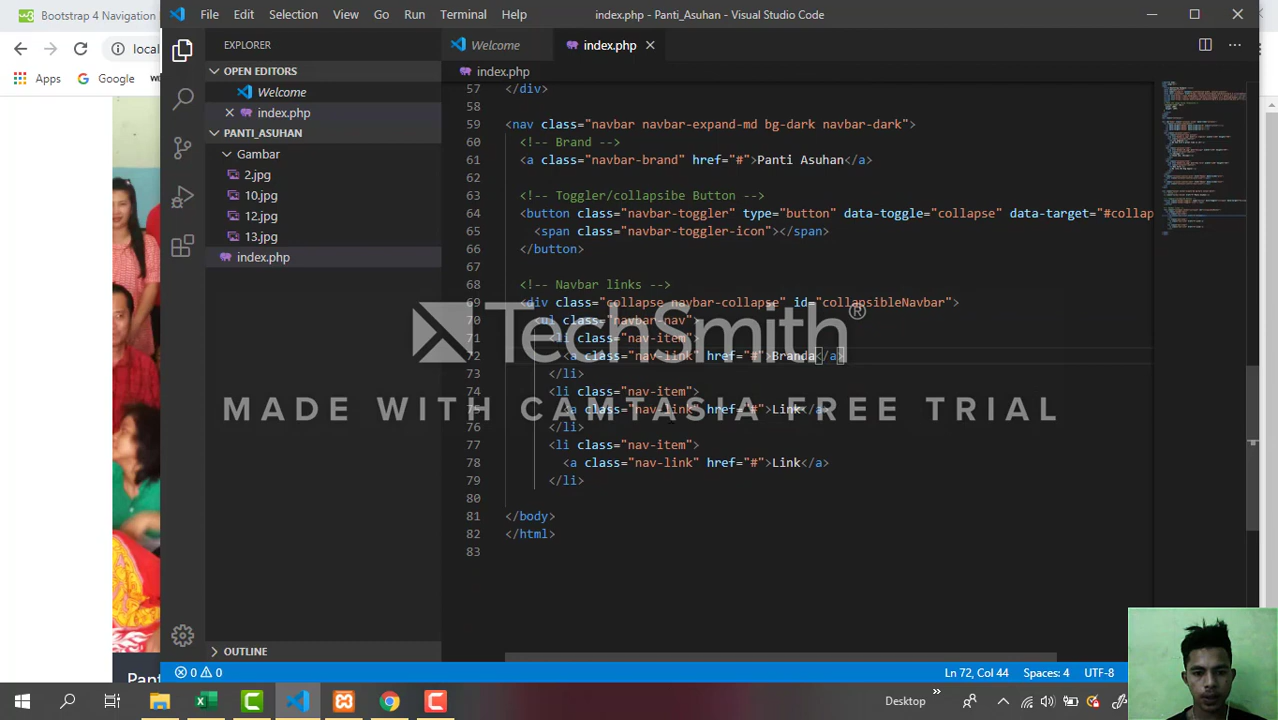 Bootstrap 4 Navigation
File Edit Selection View Go Run Terminal Help
index.php - Panti_Asuhan - Visual Studio Code
local
Apps Google
EXPLORER
OPEN EDITORS
Welcome
index.php
PANTI_ASUHAN
Gambar
2.jpg
10.jpg
12.jpg
13.jpg
index.php
OUTLINE
Welcome index.php
index.php
57 </div>
58
59 <nav class="navbar navbar-expand-md bg-dark navbar-dark">
60 <!-- Brand -->
61 <a class="navbar-brand" href="#">Panti Asuhan</a>
62
63 <!-- Toggler/collapsibe Button -->
64 <button class="navbar-toggler" type="button" data-toggle="collapse" data-target="#collap
65 <span class="navbar-toggler-icon"></span>
66 </button>
67
68 <!-- Navbar links -->
69 <div class="collapse navbar-collapse" id="collapsibleNavbar">
70 <ul class="navbar-nav">
71 <li class="nav-item">
72 <a class="nav-link" href="#">Branda</a>
73 </li>
74 <li class="nav-item">
75 <a class="nav-link" href="#">Link</a>
76 </li>
77 <li class="nav-item">
78 <a class="nav-link" href="#">Link</a>
79 </li>
80
81 </body>
82 </html>
83
TechSmith®
MADE WITH CAMTASIA FREE TRIAL
Pant
0 0
Ln 72, Col 44 Spaces: 4 UTF-8
Desktop